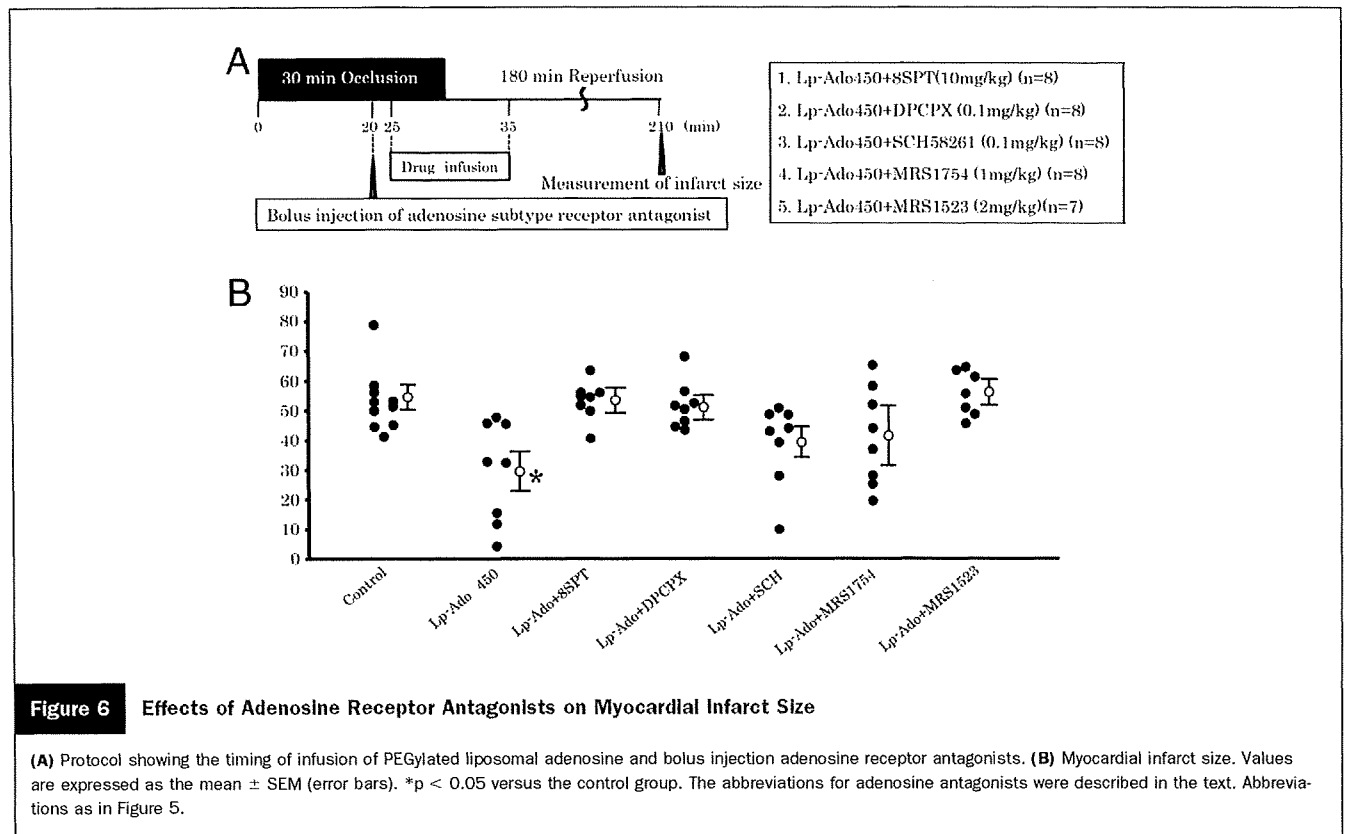 A
30 min Occlusion
180 min Reperfusion
0 20 25 35 210 (min)
Drug infusion
Measurement of infarct size
Bolus injection of adenosine subtype receptor antagonist
1. Lp-Ado450+8SPT(10mg/kg) (n=8)
2. Lp-Ado450+DPCPX (0.1mg/kg) (n=8)
3. Lp-Ado450+SCH58261 (0.1mg/kg) (n=8)
4. Lp-Ado450+MRS1754 (1mg/kg) (n=8)
5. Lp-Ado450+MRS1523 (2mg/kg)(n=7)
B
90
80
70
60
50
40
30
20
10
0
*
Control
Lp-Ado 450
Lp-Ado+8SPT
Lp-Ado+DPCPX
Lp-Ado+SCH
Lp-Ado+MRS1754
Lp-Ado+MRS1523
Figure 6 Effects of Adenosine Receptor Antagonists on Myocardial Infarct Size
(A) Protocol showing the timing of infusion of PEGylated liposomal adenosine and bolus injection adenosine receptor antagonists. (B) Myocardial infarct size. Values
are expressed as the mean ± SEM (error bars). *p < 0.05 versus the control group. The abbreviations for adenosine antagonists were described in the text. Abbrevia-
tions as in Figure 5.